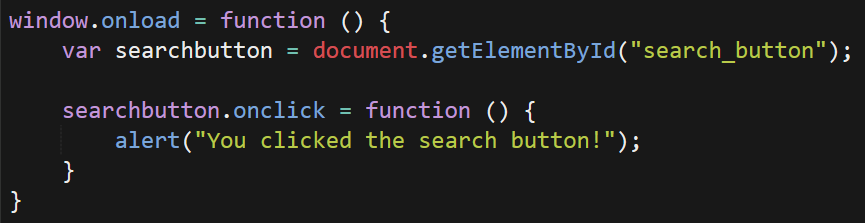 window.onload = function () {
    var searchbutton = document.getElementById("search_button");

    searchbutton.onclick = function () {
        alert("You clicked the search button!");
    }
}